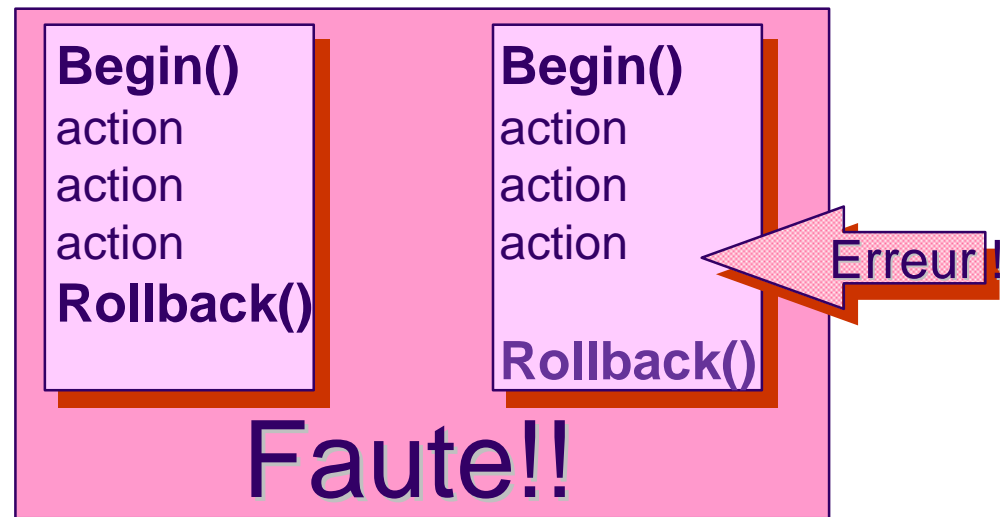 Begin()
action
action
action
Rollback()
Begin()
action
action
action
Rollback()
Erreur !
Faute!!